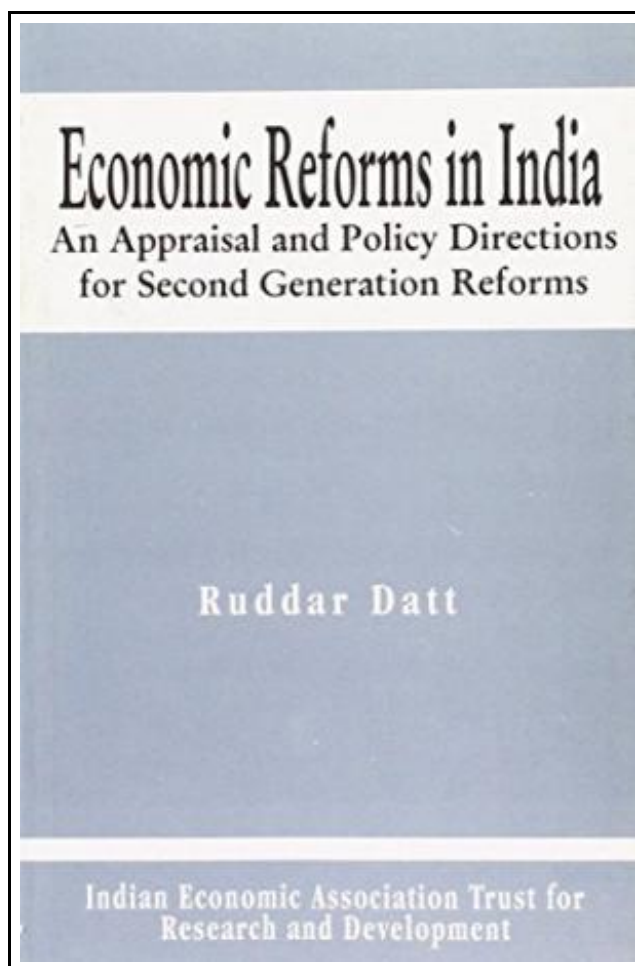 Economic Reforms in India
An Appraisal and Policy Directions
for Second Generation Reforms
Ruddar Datt
Indian Economic Association Trust for
Research and Development